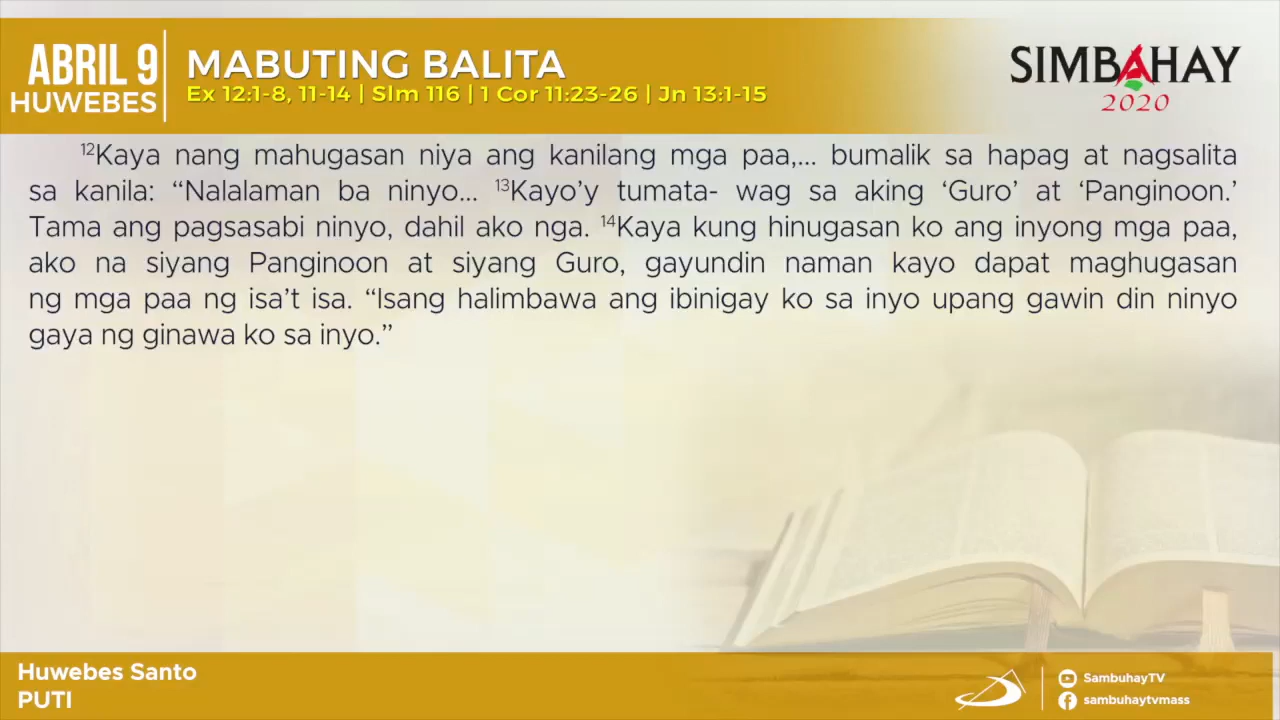 ABRIL 9
HUWEBES
MABUTING BALITA
Ex 12:1-8, 11-14 | Slm 116 | 1 Cor 11:23-26 | Jn 13:1-15
SIMBAHAY
2020
¹²Kaya nang mahugasan niya ang kanilang mga paa,... bumalik sa hapag at nagsalita
sa kanila: “Nalalaman ba ninyo... ¹³Kayo’y tumata- wag sa aking ‘Guro’ at ‘Panginoon.’
Tama ang pagsasabi ninyo, dahil ako nga. ¹⁴Kaya kung hinugasan ko ang inyong mga paa,
ako na siyang Panginoon at siyang Guro, gayundin naman kayo dapat maghugasan
ng mga paa ng isa’t isa. “Isang halimbawa ang ibinigay ko sa inyo upang gawin din ninyo
gaya ng ginawa ko sa inyo.”
Huwebes Santo
PUTI
SambuhayTV
sambuhaytvmass